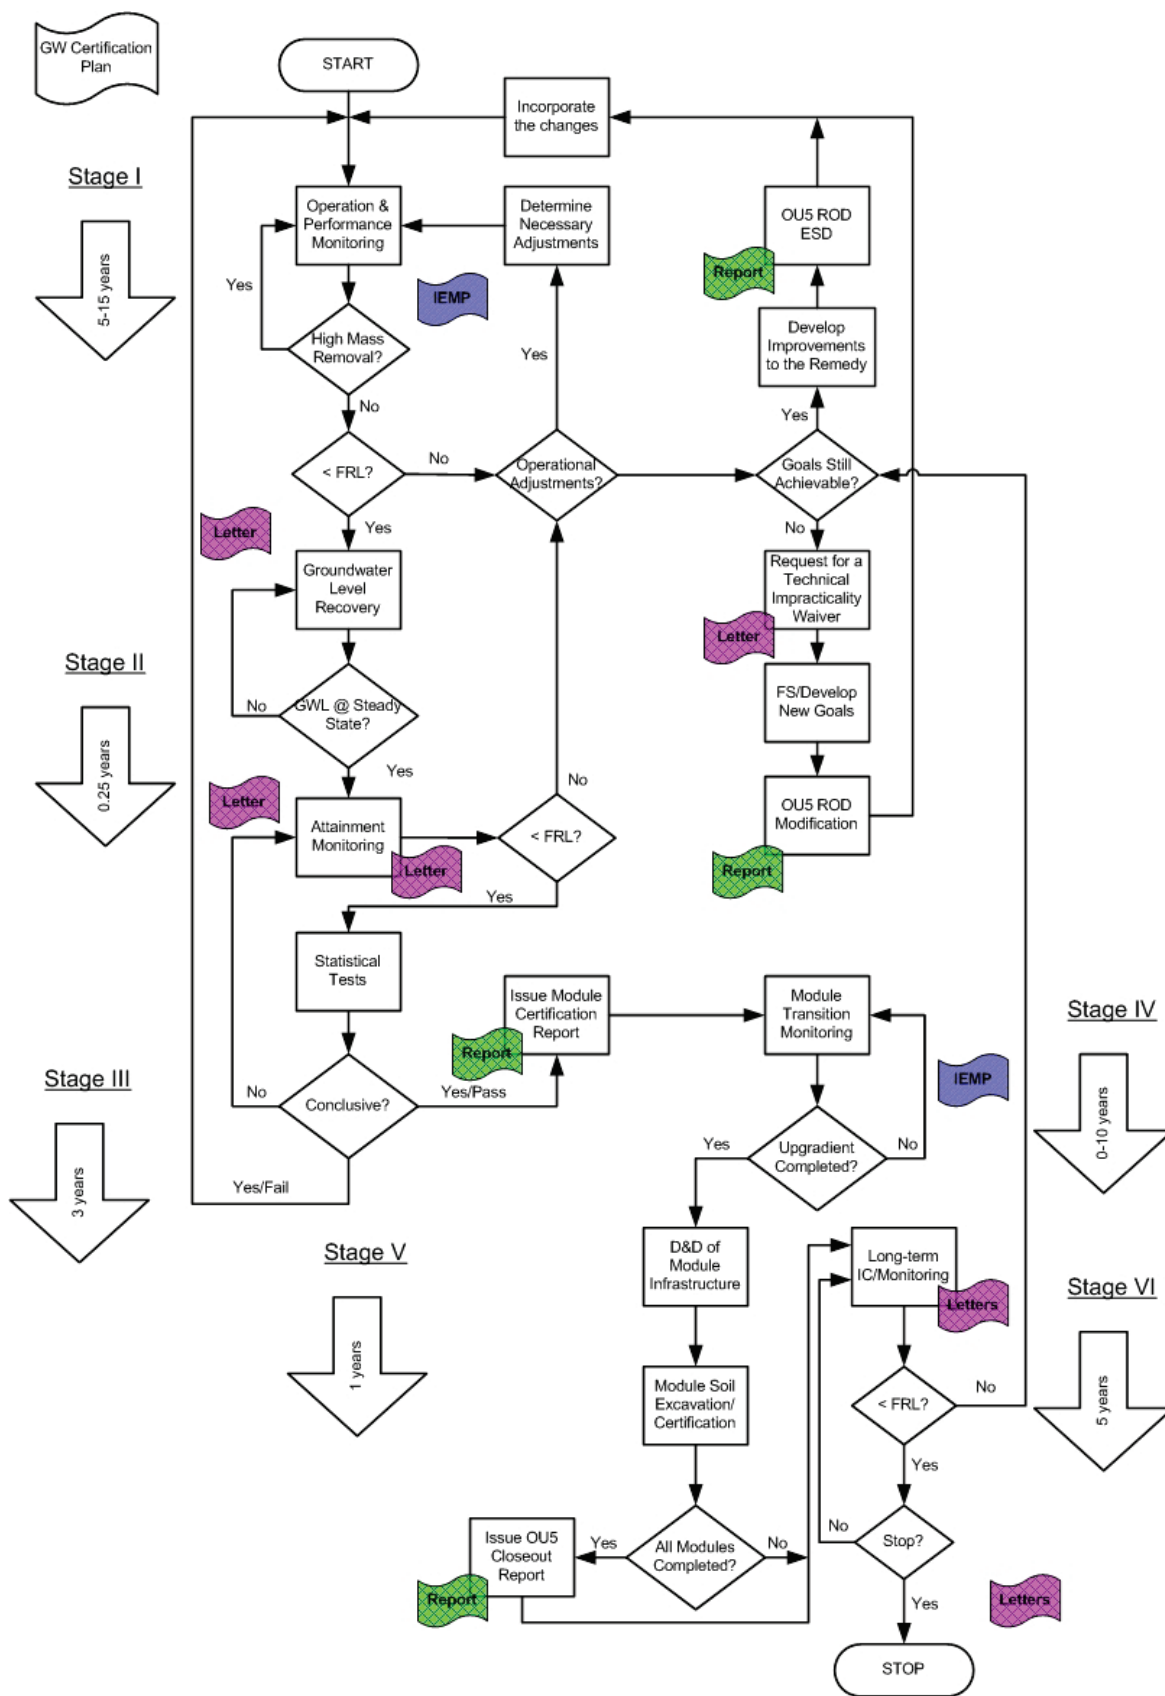 GW Certification
Plan
START
Incorporate
the changes
Stage I
5-15 years
Operation &
Performance
Monitoring
Determine
Necessary
Adjustments
OU5 ROD
ESD
Report
Yes
IEMP
High Mass
Removal?
Yes
Develop
Improvements
to the Remedy
No
Yes
< FRL?
No
Operational
Adjustments?
Goals Still
Achievable?
Letter
Yes
No
Groundwater
Level
Recovery
Request for a
Technical
Impracticality
Waiver
Letter
Stage II
0.25 years
No
GWL @ Steady
State?
FS/Develop
New Goals
Yes
No
Letter
Attainment
Monitoring
Letter
< FRL?
OU5 ROD
Modification
Report
Yes
Statistical
Tests
Issue Module
Certification
Report
Report
Module
Transition
Monitoring
Stage IV
0-10 years
IEMP
Stage III
3 years
No
Conclusive?
Yes/Pass
Yes
Upgradient
Completed?
No
Yes/Fail
Stage V
1 years
D&D of
Module
Infrastructure
Long-term
IC/Monitoring
Letters
Stage VI
5 years
Module Soil
Excavation/
Certification
< FRL?
No
Yes
Issue OU5
Closeout
Report
Report
Yes
All Modules
Completed?
No
No
Stop?
Yes
Letters
STOP